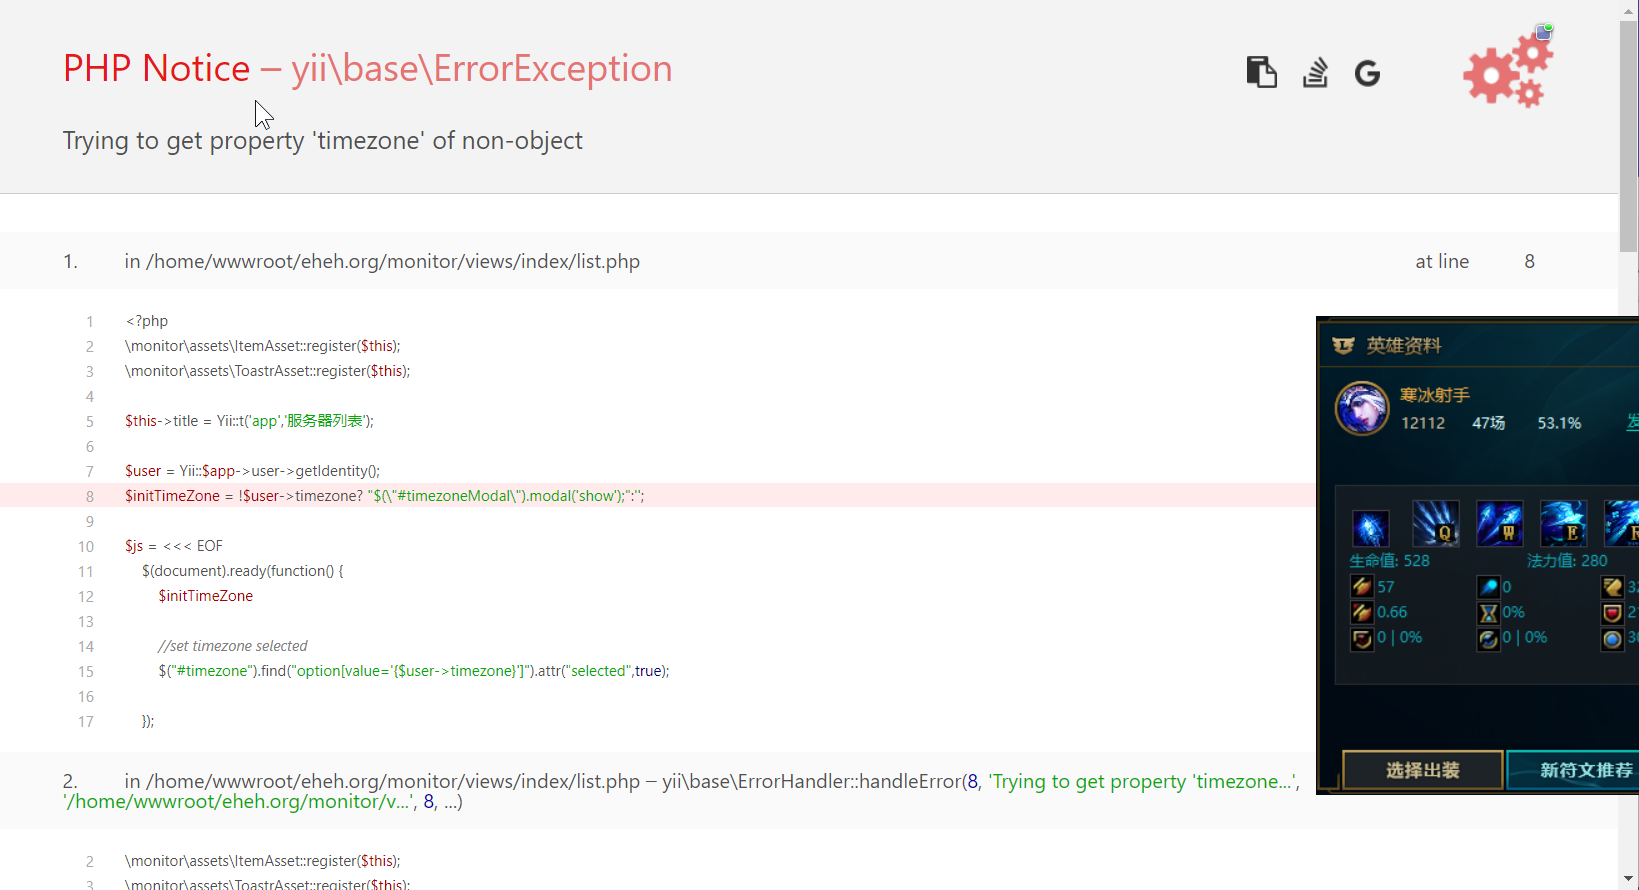 PHP Notice – yii\base\ErrorException
Trying to get property 'timezone' of non-object
1. in /home/wwwroot/eheh.org/monitor/views/index/list.php at line 8
1 <?php
2 \monitor\assets\ItemAsset::register($this);
3 \monitor\assets\ToastrAsset::register($this);
4
5 $this->title = Yii::t('app','服务器列表');
6
7 $user = Yii::$app->user->getIdentity();
8 $initTimeZone = !$user->timezone? "$(\"#timezoneModal\").modal('show');":'';
9
10 $js = <<< EOF
11 $(document).ready(function() {
12 $initTimeZone
13
14 //set timezone selected
15 $("#timezone").find("option[value='{$user->timezone}']").attr("selected",true);
16
17 });
2. in /home/wwwroot/eheh.org/monitor/views/index/list.php – yii\base\ErrorHandler::handleError(8, 'Trying to get property 'timezone...',
'/home/wwwroot/eheh.org/monitor/v...', 8, ...)
2 \monitor\assets\ItemAsset::register($this);
3 \monitor\assets\ToastrAsset::register($this);
英雄资料
寒冰射手
12112 47场 53.1%
Q W E
生命值: 528 法力值: 280
57 0
0.66 0%
0 | 0% 0 | 0%
选择出装 新符文推荐